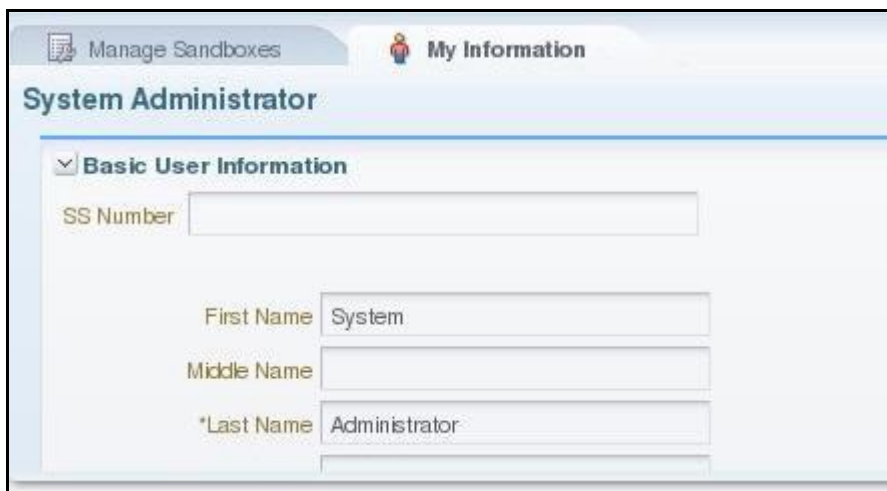 Manage Sandboxes My Information
System Administrator
Basic User Information
SS Number
First Name System
Middle Name
*Last Name Administrator